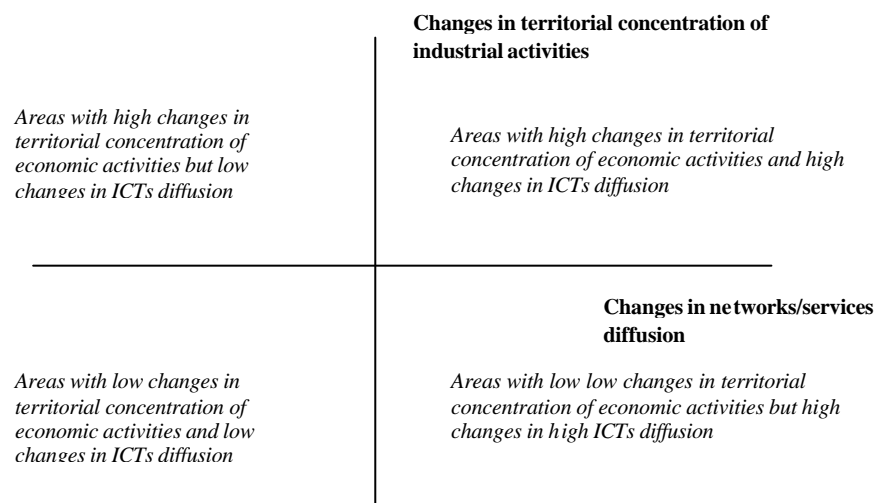 Changes in territorial concentration of
industrial activities
Areas with high changes in
territorial concentration of
economic activities but low
changes in ICTs diffusion
Areas with high changes in territorial
concentration of economic activities and high
changes in ICTs diffusion
Changes in networks/services
diffusion
Areas with low changes in
territorial concentration of
economic activities and low
changes in ICTs diffusion
Areas with low low changes in territorial
concentration of economic activities but high
changes in high ICTs diffusion